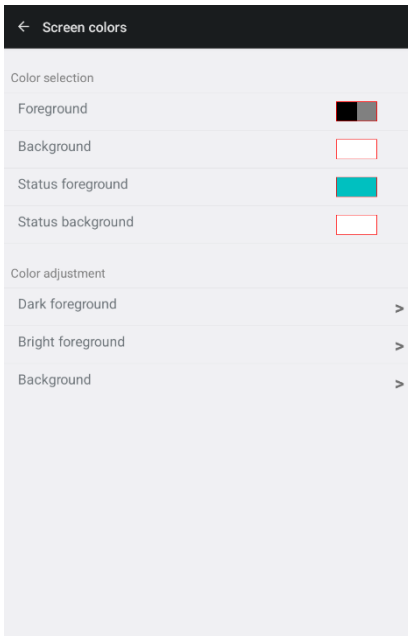 ← Screen colors
Color selection
Foreground
Background
Status foreground
Status background
Color adjustment
Dark foreground >
Bright foreground >
Background >